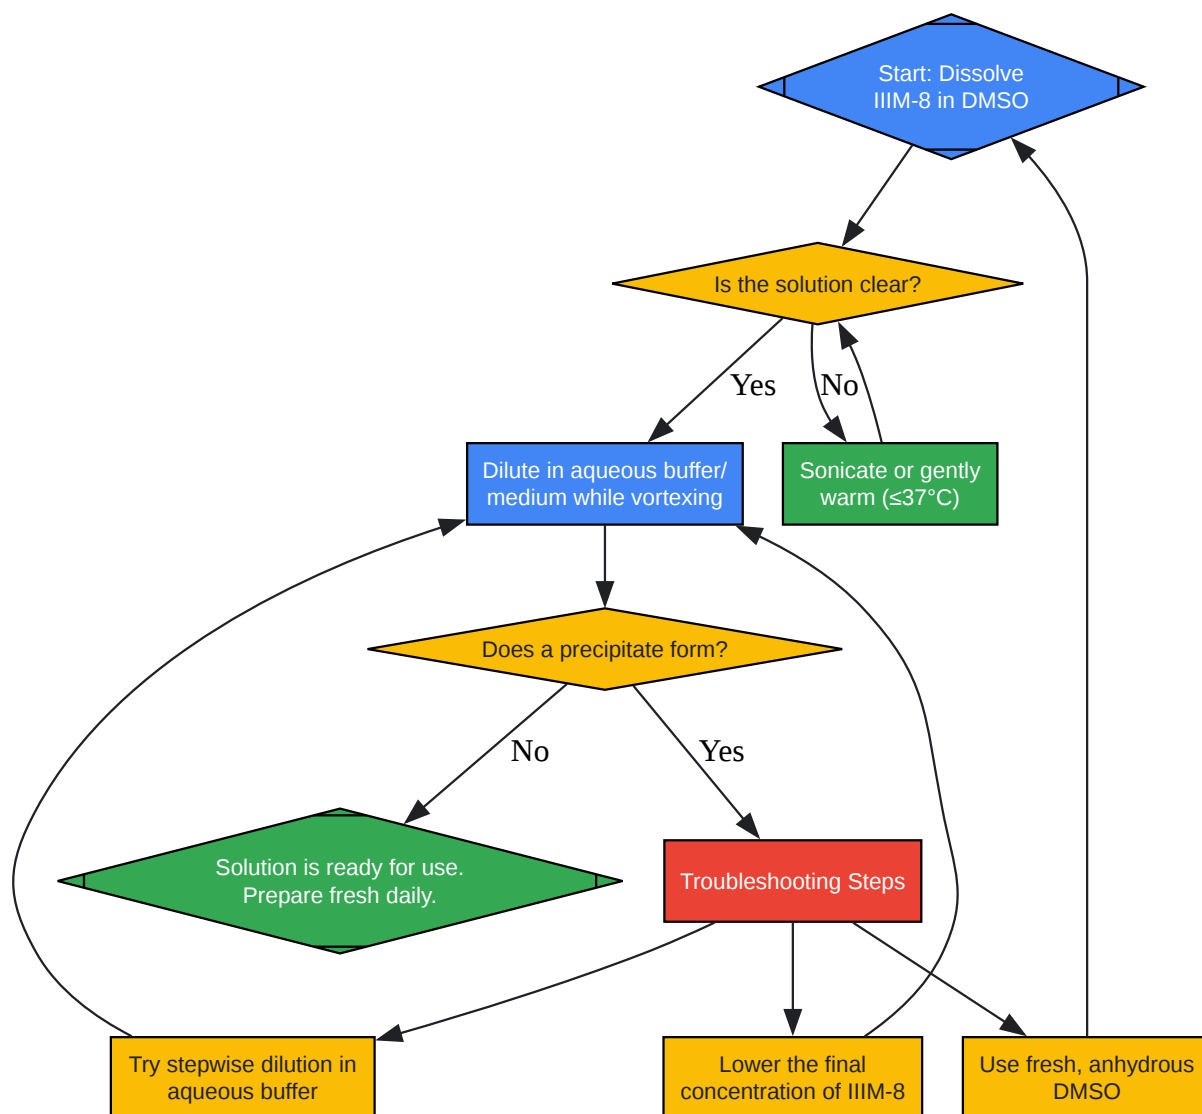 Start: Dissolve
IIIM-8 in DMSO
Is the solution clear?
Yes
No
Dilute in aqueous buffer/
medium while vortexing
Sonicate or gently
warm (≤37°C)
Does a precipitate form?
No
Yes
Solution is ready for use.
Prepare fresh daily.
Troubleshooting Steps
Try stepwise dilution in
aqueous buffer
Lower the final
concentration of IIIM-8
Use fresh, anhydrous
DMSO